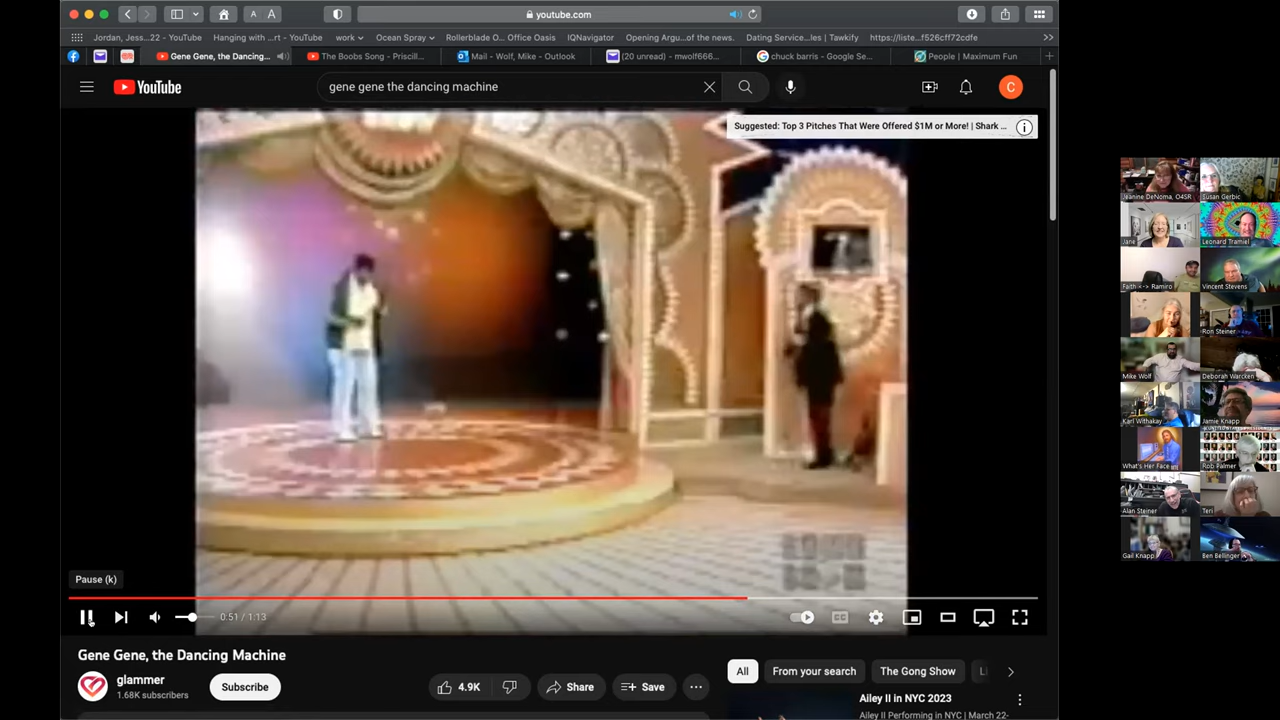 A A
youtube.com
Jordan, Jess...22 - YouTube
Hanging with ...rt - YouTube
work
Ocean Spray
Rollerblade O... Office Oasis
IQNavigator
Opening Argu...of the news.
Dating Service...les | Tawkify
https://liste...f526cff72cdfe
Gene Gene, the Dancing...
The Boobs Song - Priscill...
Mail - Wolf, Mike - Outlook
(20 unread) - mwolf666...
chuck barris - Google Se...
People | Maximum Fun
YouTube
gene gene the dancing machine
C
Suggested: Top 3 Pitches That Were Offered $1M or More! | Shark ...
Jeanne DeNoma, O4SR
Susan Gerbic
Jane
Leonard Tramiel
Faith <-> Ramiro
Vincent Stevens
Ron Steiner
Mike Wolf
Deborah Warcken
Karl Withakay
Jamie Knapp
What's Her Face
Rob Palmer
Alan Steiner
Teri
Gail Knapp
Ben Bellinger
Pause (k)
0:51 / 1:13
CC
Gene Gene, the Dancing Machine
glammer
1.68K subscribers
Subscribe
4.9K
Share
Save
All
From your search
The Gong Show
Ailey II in NYC 2023
Ailey II Performing in NYC | March 22-